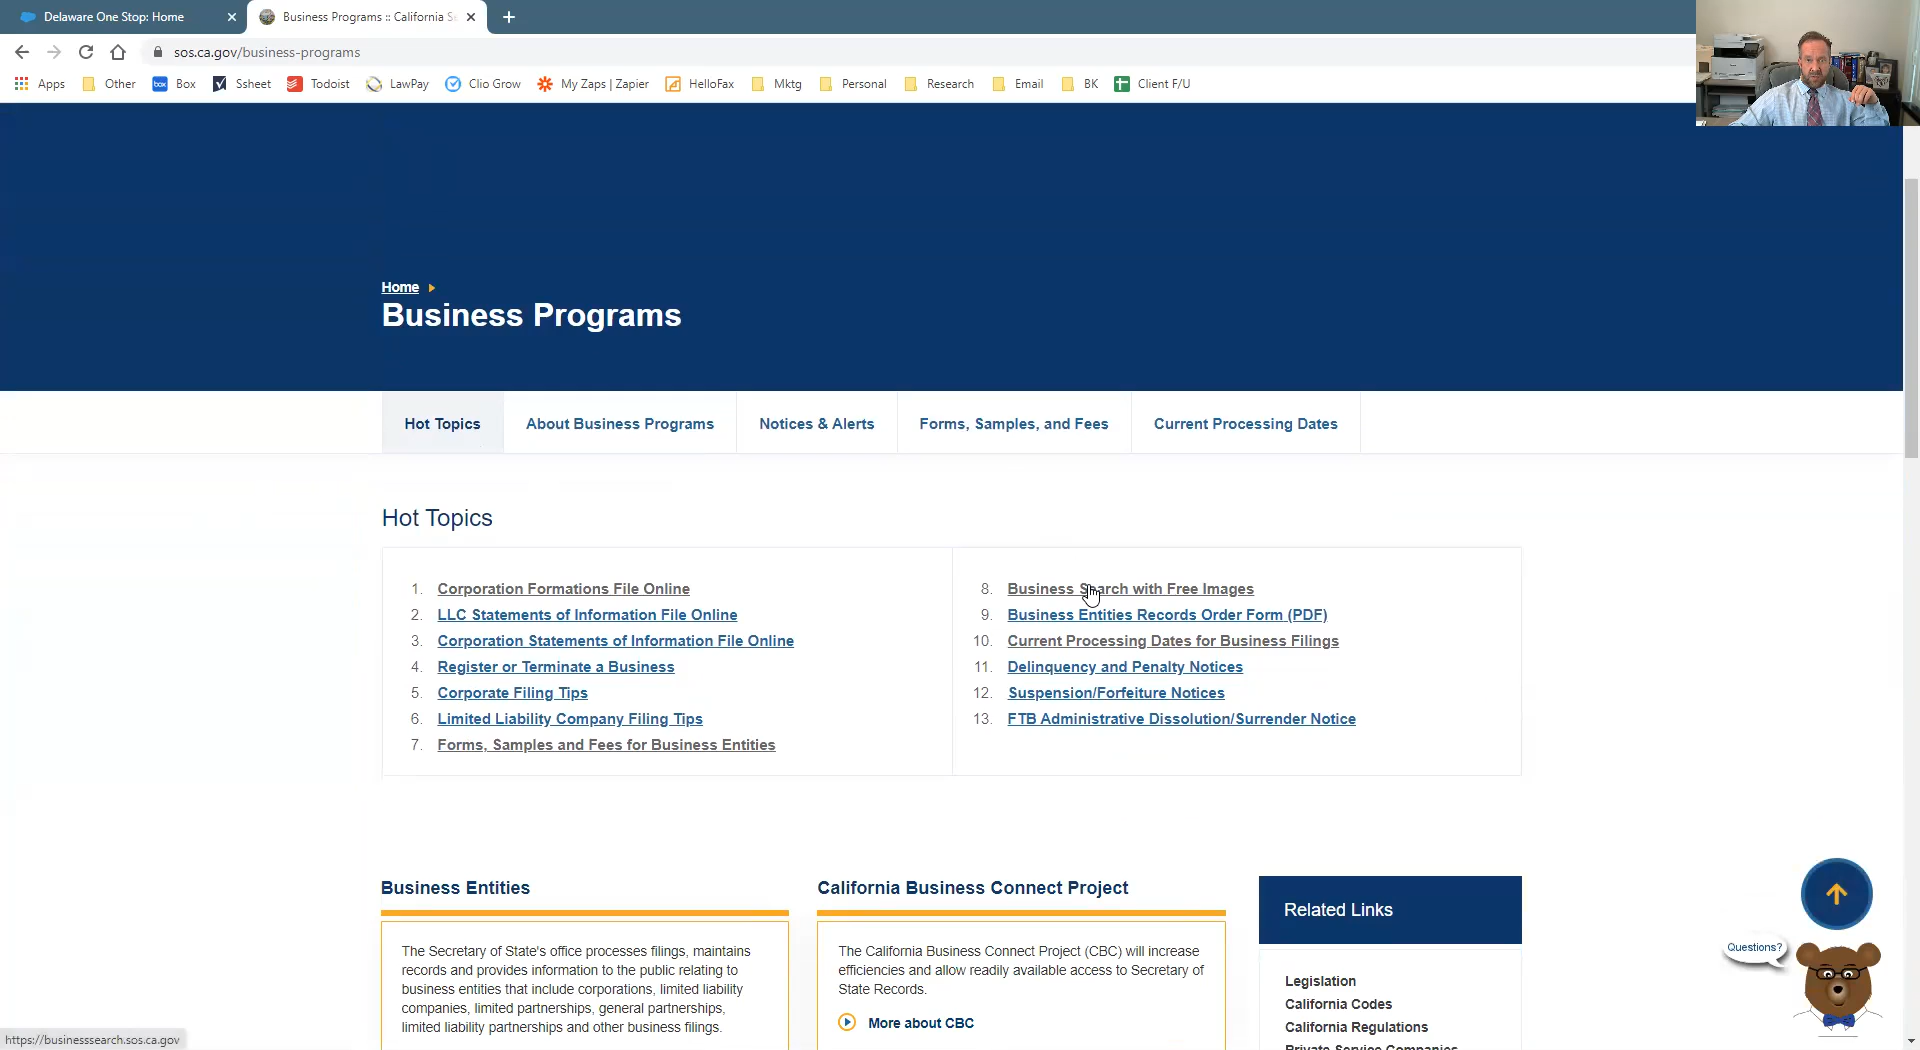 Delaware One Stop: Home
Business Programs :: California S
sos.ca.gov/business-programs
Apps Other Box Ssheet Todoist LawPay Clio Grow My Zaps | Zapier HelloFax Mktg Personal Research Email BK Client F/U
Home
Business Programs
Hot Topics About Business Programs Notices & Alerts Forms, Samples, and Fees Current Processing Dates
Hot Topics
1. Corporation Formations File Online
2. LLC Statements of Information File Online
3. Corporation Statements of Information File Online
4. Register or Terminate a Business
5. Corporate Filing Tips
6. Limited Liability Company Filing Tips
7. Forms, Samples and Fees for Business Entities
8. Business Search with Free Images
9. Business Entities Records Order Form (PDF)
10. Current Processing Dates for Business Filings
11. Delinquency and Penalty Notices
12. Suspension/Forfeiture Notices
13. FTB Administrative Dissolution/Surrender Notice
Business Entities
The Secretary of State's office processes filings, maintains
records and provides information to the public relating to
business entities that include corporations, limited liability
companies, limited partnerships, general partnerships,
limited liability partnerships and other business filings.
California Business Connect Project
The California Business Connect Project (CBC) will increase
efficiencies and allow readily available access to Secretary of
State Records.
More about CBC
Related Links
Legislation
California Codes
California Regulations
Private Service Companies
Questions?
https://businesssearch.sos.ca.gov